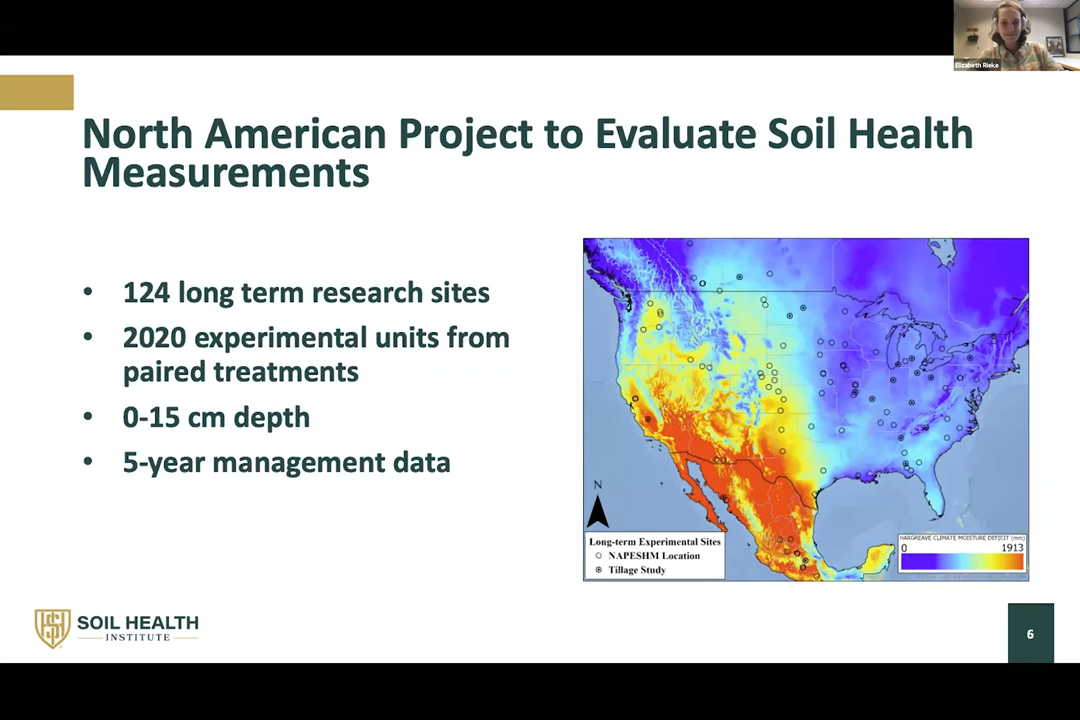 Elizabeth Rieke
North American Project to Evaluate Soil Health
Measurements
• 124 long term research sites
• 2020 experimental units from
paired treatments
• 0-15 cm depth
• 5-year management data
N
Long-term Experimental Sites
NAPESHM Location
Tillage Study
HARGREAVE CLIMATE MOISTURE DEFICIT (mm)
0 1913
SOIL HEALTH
INSTITUTE
6